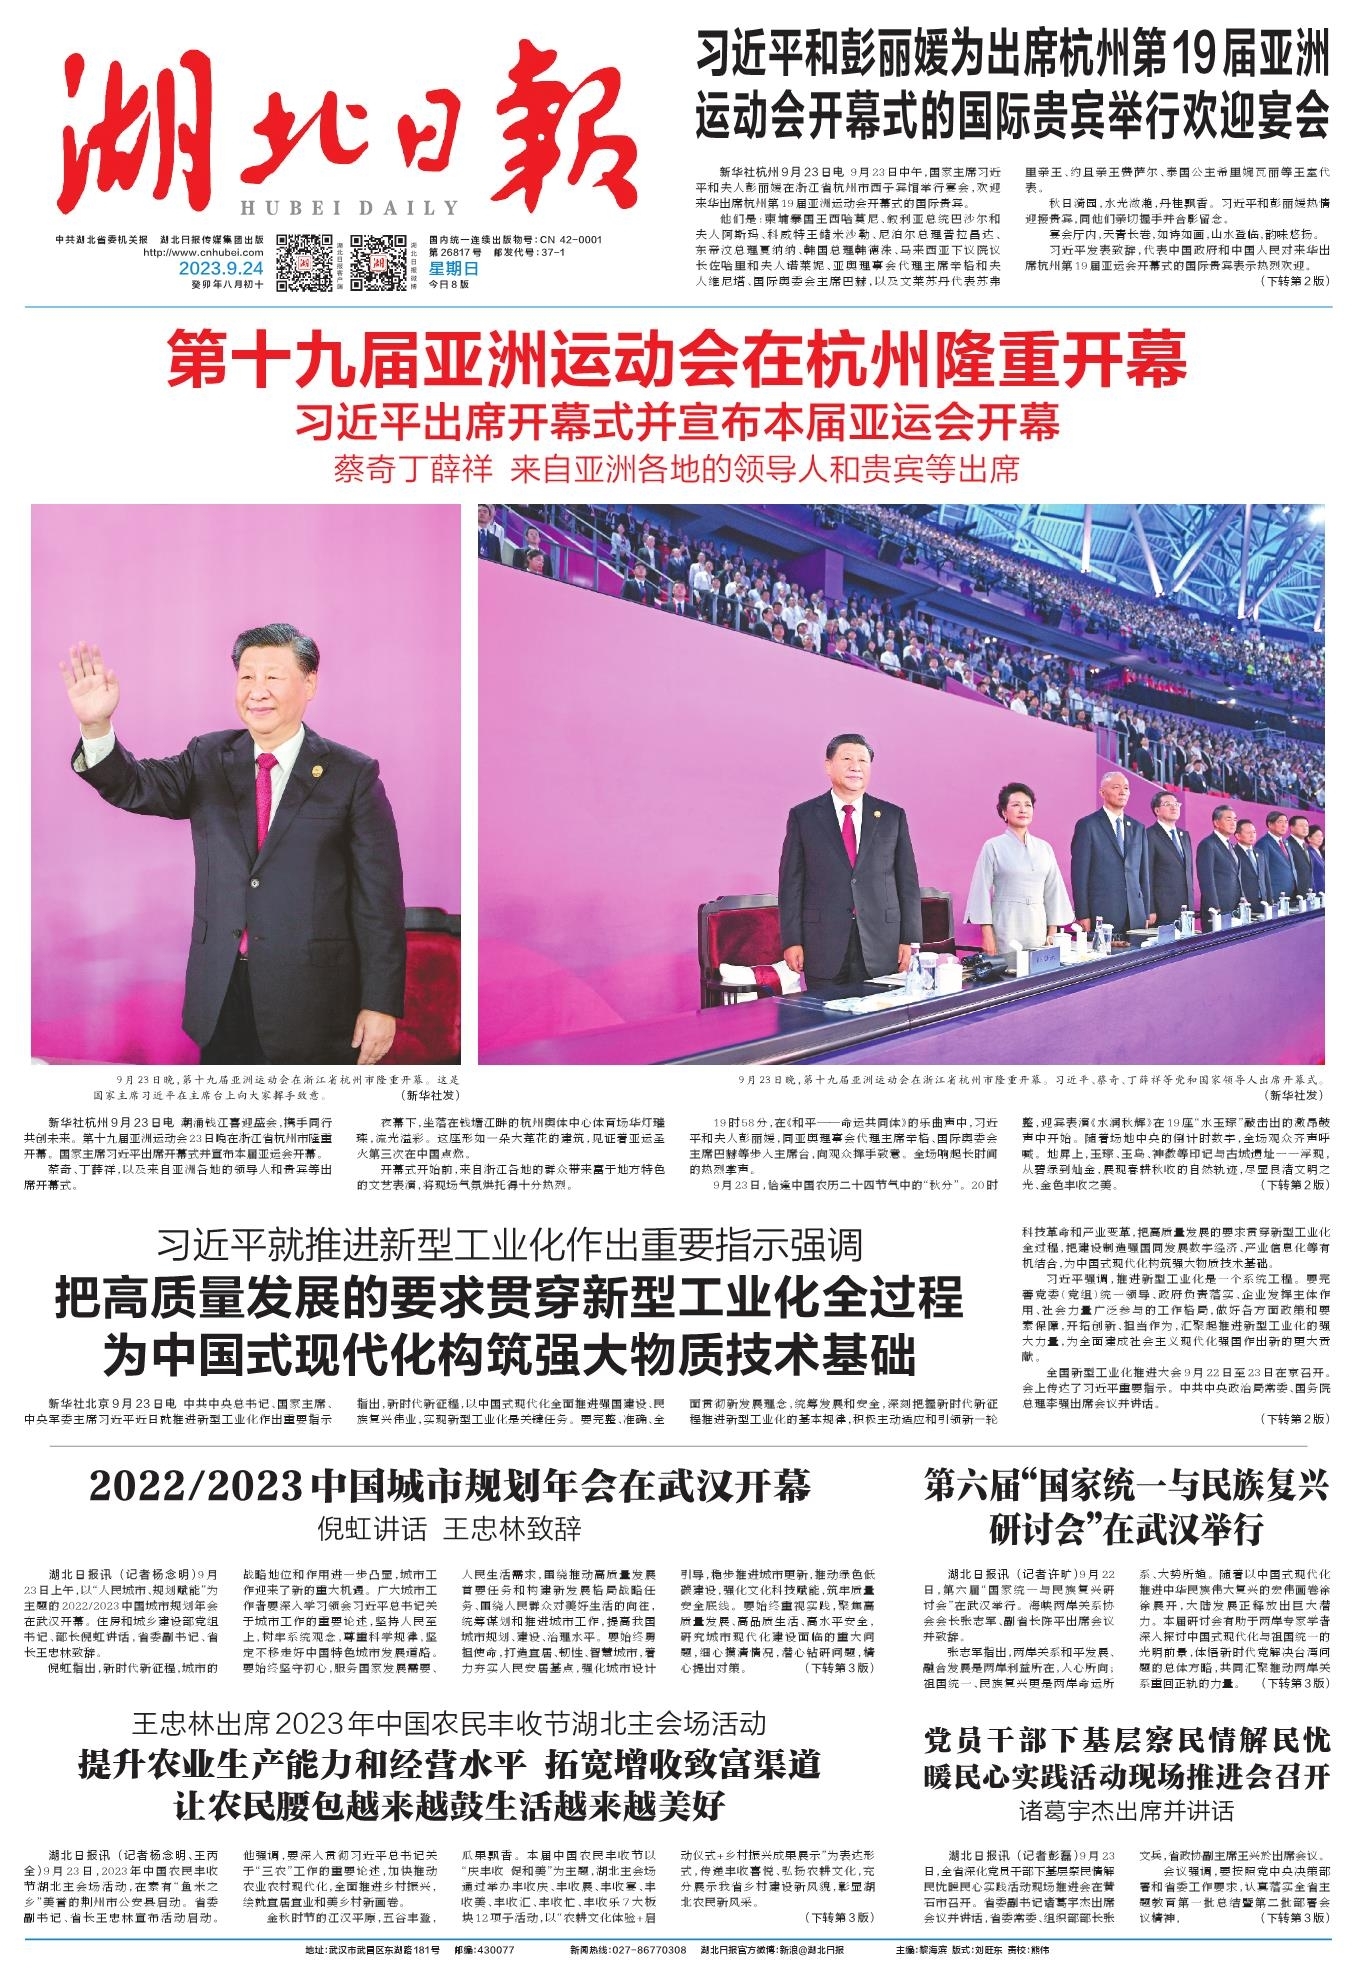 湖北日報
HUBEI DAILY
中共湖北省委机关报 湖北日报传媒集团出版
http://www.cnhubei.com
2023.9.24
癸卯年八月初十
湖北日报客户端
湖北日报微博
国内统一连续出版物号:CN 42-0001
第26817号 邮发代号:37-1
星期日
今日8版
习近平和彭丽媛为出席杭州第19届亚洲
运动会开幕式的国际贵宾举行欢迎宴会
新华社杭州9月23日电 9月23日中午,国家主席习近
平和夫人彭丽媛在浙江省杭州市西子宾馆举行宴会,欢迎
来华出席杭州第19届亚洲运动会开幕式的国际贵宾。
他们是:柬埔寨国王西哈莫尼、叙利亚总统巴沙尔和
夫人阿斯玛、科威特王储米沙勒、尼泊尔总理普拉昌达、
东帝汶总理夏纳纳、韩国总理韩德洙、马来西亚下议院议
长佐哈里和夫人诺莱妮、亚奥理事会代理主席辛格和夫
人维尼塔、国际奥委会主席巴赫,以及文莱苏丹代表苏弗
里亲王、约旦亲王费萨尔、泰国公主希里婉瓦丽等王室代
表。
秋日漪园,水光潋滟,丹桂飘香。习近平和彭丽媛热情
迎接贵宾,同他们亲切握手并合影留念。
宴会厅内,天青长卷,如诗如画,山水登临,韵味悠扬。
习近平发表致辞,代表中国政府和中国人民对来华出
席杭州第19届亚运会开幕式的国际贵宾表示热烈欢迎。
(下转第2版)
第十九届亚洲运动会在杭州隆重开幕
习近平出席开幕式并宣布本届亚运会开幕
蔡奇丁薛祥 来自亚洲各地的领导人和贵宾等出席
9月23日晚,第十九届亚洲运动会在浙江省杭州市隆重开幕。这是
国家主席习近平在主席台上向大家挥手致意。 (新华社发)
9月23日晚,第十九届亚洲运动会在浙江省杭州市隆重开幕。习近平、蔡奇、丁薛祥等党和国家领导人出席开幕式。
(新华社发)
新华社杭州9月23日电 潮涌钱江喜迎盛会,携手同行
共创未来。第十九届亚洲运动会23日晚在浙江省杭州市隆重
开幕。国家主席习近平出席开幕式并宣布本届亚运会开幕。
蔡奇、丁薛祥,以及来自亚洲各地的领导人和贵宾等出
席开幕式。
夜幕下,坐落在钱塘江畔的杭州奥体中心体育场华灯璀
璨,流光溢彩。这座形如一朵大莲花的建筑,见证着亚运圣
火第三次在中国点燃。
开幕式开始前,来自浙江各地的群众带来富于地方特色
的文艺表演,将现场气氛烘托得十分热烈。
19时58分,在《和平——命运共同体》的乐曲声中,习近
平和夫人彭丽媛,同亚奥理事会代理主席辛格、国际奥委会
主席巴赫等步入主席台,向观众挥手致意。全场响起长时间
的热烈掌声。
9月23日,恰逢中国农历二十四节气中的“秋分”。20时
整,迎宾表演《水润秋辉》在19座“水玉琮”敲击出的激昂鼓
声中开始。随着场地中央的倒计时数字,全场观众齐声呼
喊。地屏上,玉琮、玉鸟、神徽等印记与古城遗址一一浮现,
从碧绿到灿金,展现春耕秋收的自然轨迹,尽显良渚文明之
光、金色丰收之美。 (下转第2版)
习近平就推进新型工业化作出重要指示强调
把高质量发展的要求贯穿新型工业化全过程
为中国式现代化构筑强大物质技术基础
新华社北京9月23日电 中共中央总书记、国家主席、
中央军委主席习近平近日就推进新型工业化作出重要指示
指出,新时代新征程,以中国式现代化全面推进强国建设、民
族复兴伟业,实现新型工业化是关键任务。要完整、准确、全
面贯彻新发展理念,统筹发展和安全,深刻把握新时代新征
程推进新型工业化的基本规律,积极主动适应和引领新一轮
科技革命和产业变革,把高质量发展的要求贯穿新型工业化
全过程,把建设制造强国同发展数字经济、产业信息化等有
机结合,为中国式现代化构筑强大物质技术基础。
习近平强调,推进新型工业化是一个系统工程。要完
善党委(党组)统一领导、政府负责落实、企业发挥主体作
用、社会力量广泛参与的工作格局,做好各方面政策和要
素保障,开拓创新、担当作为,汇聚起推进新型工业化的强
大力量,为全面建成社会主义现代化强国作出新的更大贡
献。
全国新型工业化推进大会9月22日至23日在京召开。
会上传达了习近平重要指示。中共中央政治局常委、国务院
总理李强出席会议并讲话。
(下转第2版)
2022/2023中国城市规划年会在武汉开幕
倪虹讲话 王忠林致辞
湖北日报讯 (记者杨念明)9月
23日上午,以“人民城市、规划赋能”为
主题的2022/2023中国城市规划年会
在武汉开幕。住房和城乡建设部党组
书记、部长倪虹讲话,省委副书记、省
长王忠林致辞。
倪虹指出,新时代新征程,城市的
战略地位和作用进一步凸显,城市工
作迎来了新的重大机遇。广大城市工
作者要深入学习领会习近平总书记关
于城市工作的重要论述,坚持人民至
上,树牢系统观念,尊重科学规律,坚
定不移走好中国特色城市发展道路。
要始终坚守初心,服务国家发展需要、
人民生活需求,围绕推动高质量发展
首要任务和构建新发展格局战略任
务、围绕人民群众对美好生活的向往,
统筹谋划和推进城市工作,提高我国
城市规划、建设、治理水平。要始终勇
担使命,打造宜居、韧性、智慧城市,着
力夯实人民安居基点,强化城市设计
引导,稳步推进城市更新,推动绿色低
碳建设,强化文化科技赋能,筑牢质量
安全底线。要始终重视实践,聚焦高
质量发展、高品质生活、高水平安全,
研究城市现代化建设面临的重大问
题,细心摸清情况,潜心钻研问题,精
心提出对策。 (下转第3版)
第六届“国家统一与民族复兴
研讨会”在武汉举行
湖北日报讯 (记者许旷)9月22
日,第六届“国家统一与民族复兴研
讨会”在武汉举行。海峡两岸关系协
会会长张志军、副省长陈平出席会议
并致辞。
张志军指出,两岸关系和平发展、
融合发展是两岸利益所在,人心所向;
祖国统一、民族复兴更是两岸命运所
系、大势所趋。随着以中国式现代化
推进中华民族伟大复兴的宏伟画卷徐
徐展开,大陆发展正释放出巨大潜
力。本届研讨会有助于两岸专家学者
深入探讨中国式现代化与祖国统一的
光明前景,体悟新时代党解决台湾问
题的总体方略,共同汇聚推动两岸关
系重回正轨的力量。 (下转第3版)
王忠林出席2023年中国农民丰收节湖北主会场活动
提升农业生产能力和经营水平 拓宽增收致富渠道
让农民腰包越来越鼓生活越来越美好
湖北日报讯 (记者杨念明、王丙
全)9月23日,2023年中国农民丰收
节湖北主会场活动,在素有“鱼米之
乡”美誉的荆州市公安县启动。省委
副书记、省长王忠林宣布活动启动。
他强调,要深入贯彻习近平总书记关
于“三农”工作的重要论述,加快推动
农业农村现代化,全面推进乡村振兴,
绘就宜居宜业和美乡村新画卷。
金秋时节的江汉平原,五谷丰登,
瓜果飘香。本届中国农民丰收节以
“庆丰收 促和美”为主题,湖北主会场
通过举办丰收庆、丰收展、丰收宴、丰
收美、丰收汇、丰收忙、丰收乐7大板
块12项子活动,以“农耕文化体验+启
动仪式+乡村振兴成果展示”为表达形
式,传递丰收喜悦、弘扬农耕文化,充
分展示我省乡村建设新风貌,彰显湖
北农民新风采。
(下转第3版)
党员干部下基层察民情解民忧
暖民心实践活动现场推进会召开
诸葛宇杰出席并讲话
湖北日报讯 (记者彭磊)9月23
日,全省深化党员干部下基层察民情解
民忧暖民心实践活动现场推进会在黄
石市召开。省委副书记诸葛宇杰出席
会议并讲话,省委常委、组织部部长张
文兵,省政协副主席王兴於出席会议。
会议强调,要按照党中央决策部
署和省委工作要求,认真落实全省主
题教育第一批总结暨第二批部署会
议精神, (下转第3版)
地址:武汉市武昌区东湖路181号 邮编:430077 新闻热线:027-86770308 湖北日报官方微博:新浪@湖北日报 主编:黎海滨 版式:刘旺东 责校:熊伟